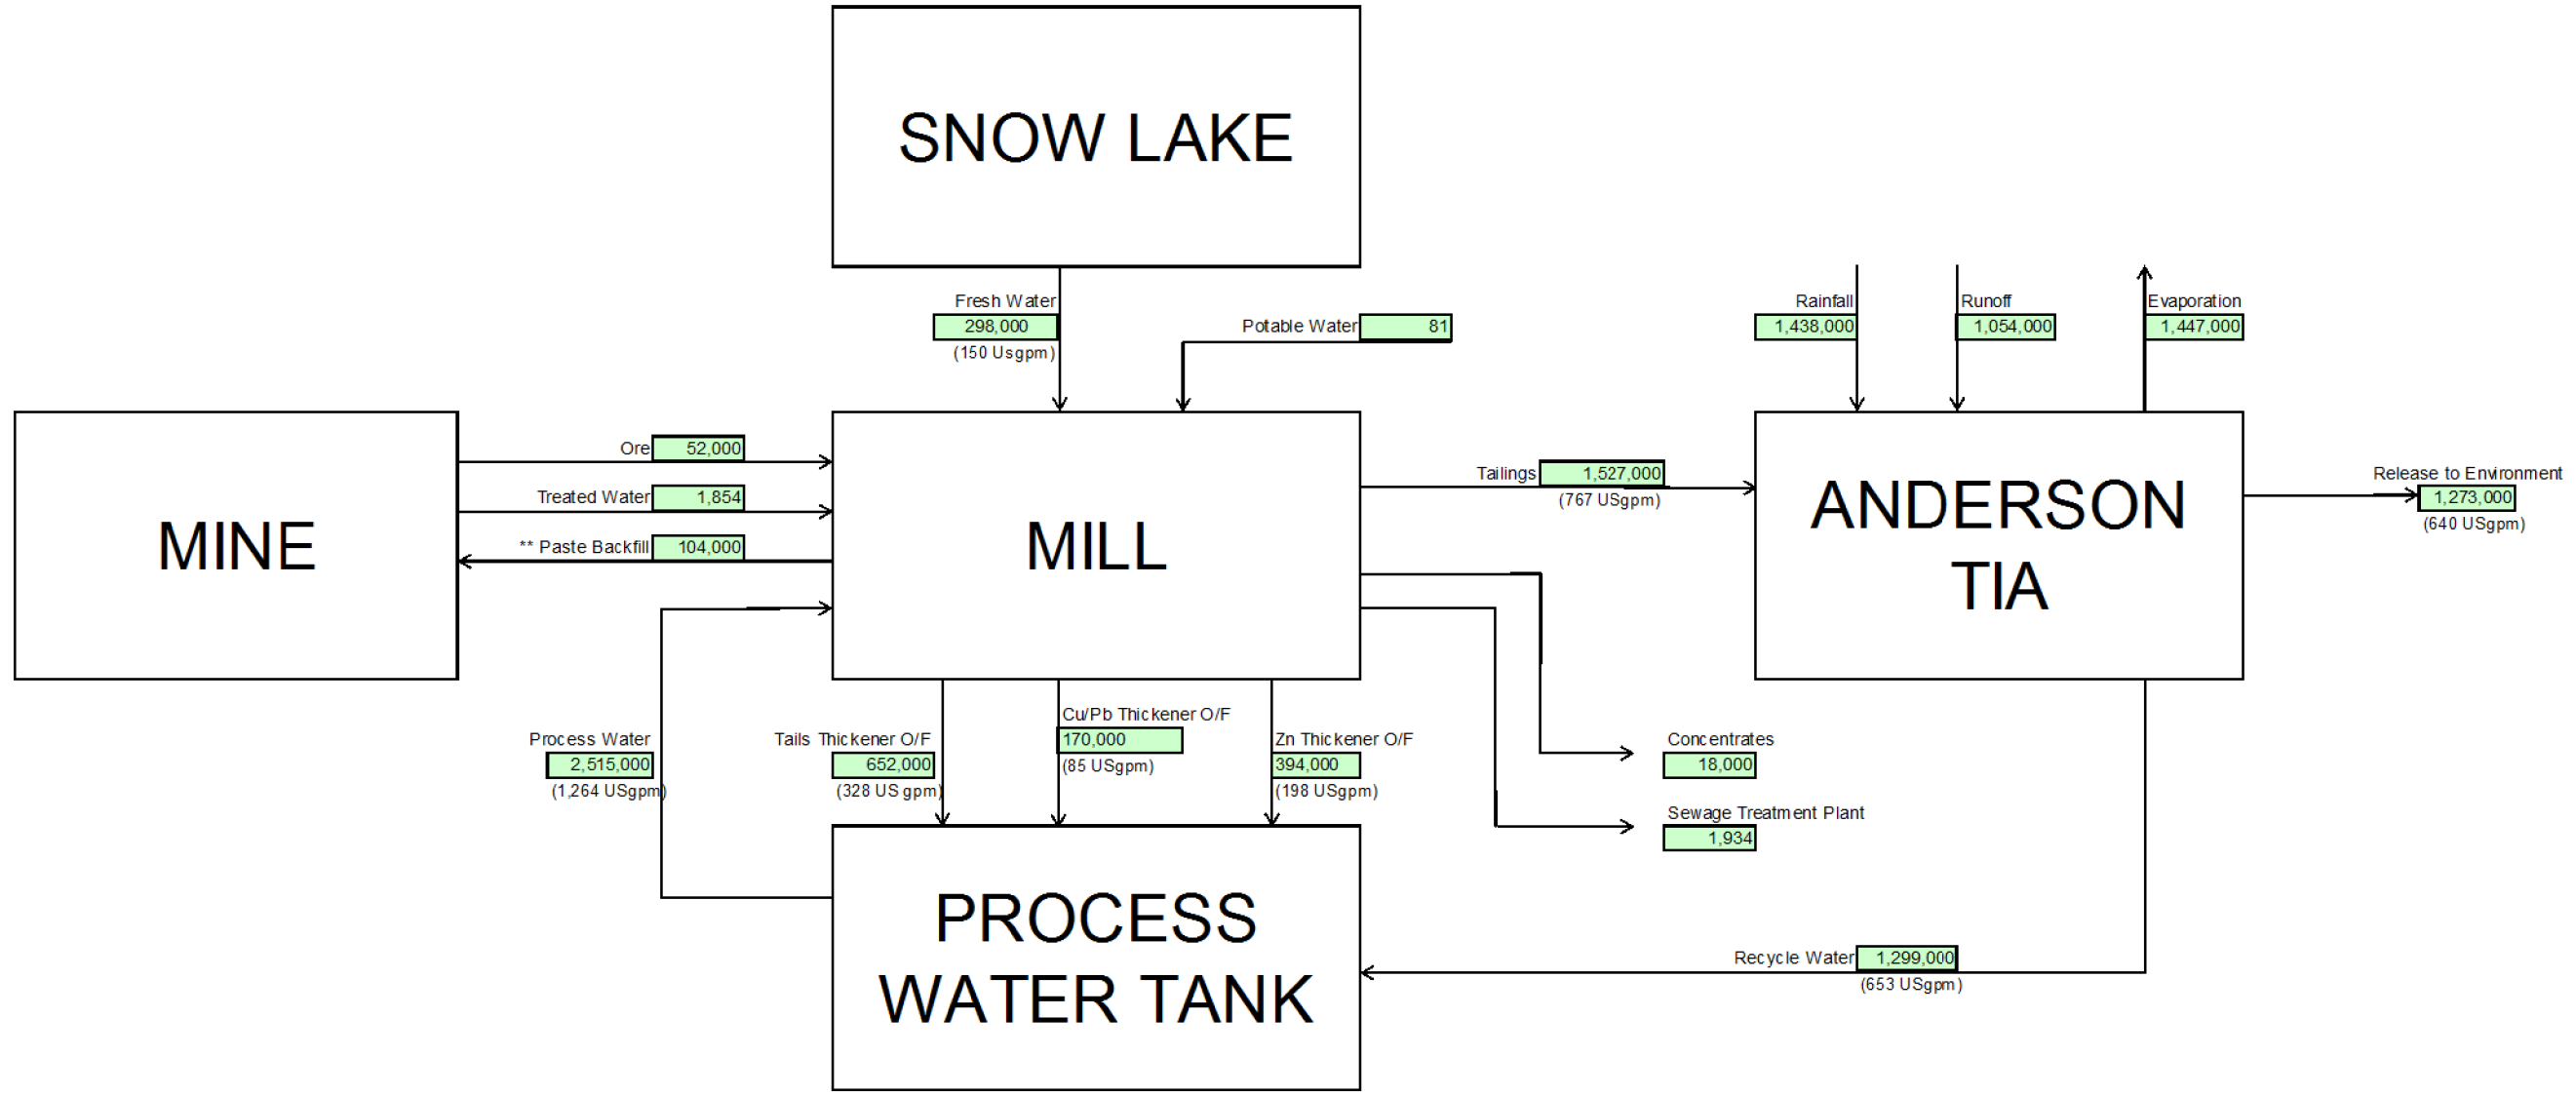 SNOW LAKE
Fresh Water
298,000
(150 Usgpm)
Potable Water 81
Rainfall
1,438,000
Runoff
1,054,000
Evaporation
1,447,000
Ore 52,000
Treated Water 1,854
** Paste Backfill 104,000
MINE
MILL
Tailings 1,527,000
(767 USgpm)
ANDERSON
TIA
Release to Environment
1,273,000
(640 USgpm)
Process Water
2,515,000
(1,264 USgpm)
Tails Thickener O/F
652,000
(328 US gpm)
Cu/Pb Thickener O/F
170,000
(85 USgpm)
Zn Thickener O/F
394,000
(198 USgpm)
Concentrates
18,000
Sewage Treatment Plant
1,934
PROCESS
WATER TANK
Recycle Water 1,299,000
(653 USgpm)